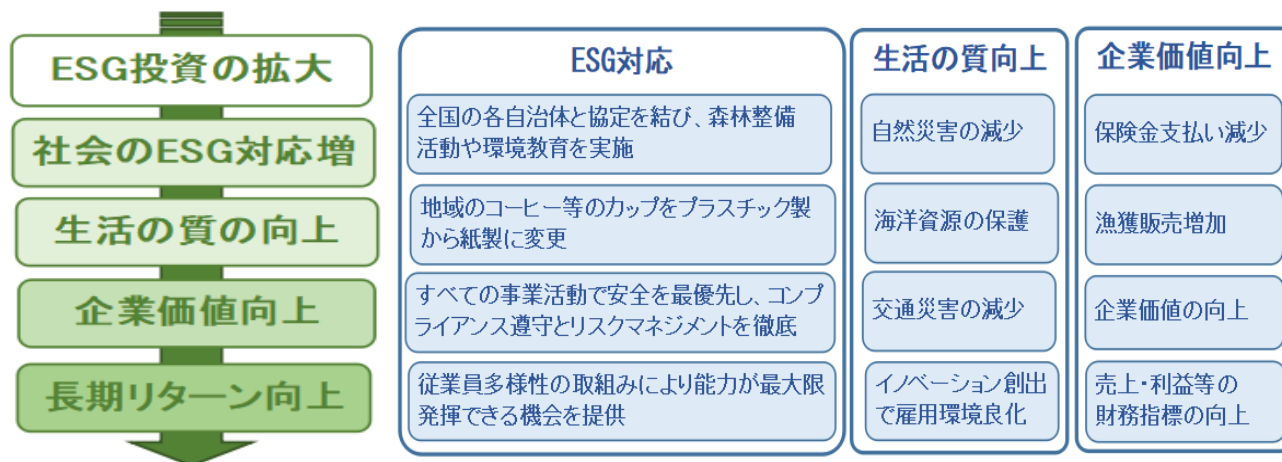 ESG投資の拡大
社会のESG対応増
生活の質の向上
企業価値向上
長期リターン向上
ESG対応
全国の各自治体と協定を結び、森林整備
活動や環境教育を実施
地域のコーヒー等のカップをプラスチック製
から紙製に変更
すべての事業活動で安全を最優先し、コンプ
ライアンス遵守とリスクマネジメントを徹底
従業員多様性の取組みにより能力が最大限
発揮できる機会を提供
生活の質向上
自然災害の減少
海洋資源の保護
交通災害の減少
イノベーション創出
で雇用環境良化
企業価値向上
保険金支払い減少
漁獲販売増加
企業価値の向上
売上・利益等の
財務指標の向上